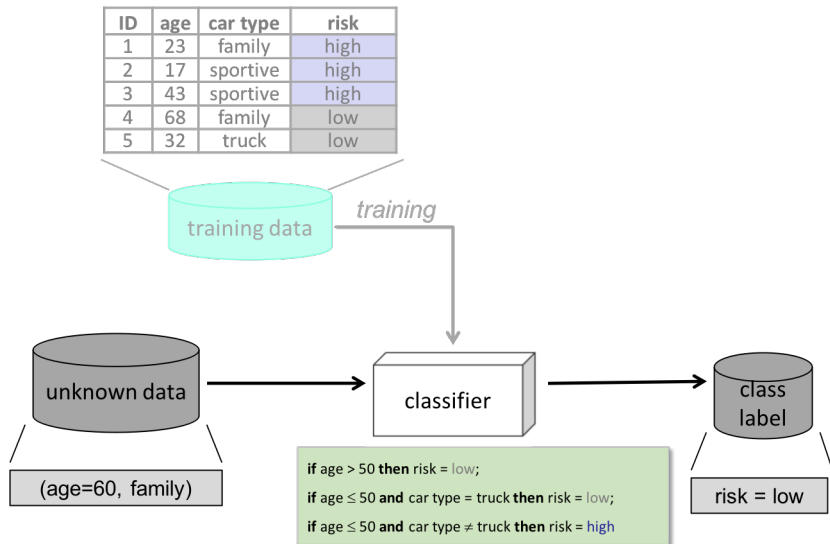 ID age car type risk
1 23 family high
2 17 sportive high
3 43 sportive high
4 68 family low
5 32 truck low
training data
training
unknown data
classifier
class
label
(age=60, family)
if age > 50 then risk = low;
if age ≤ 50 and car type = truck then risk = low;
if age ≤ 50 and car type ≠ truck then risk = high
risk = low